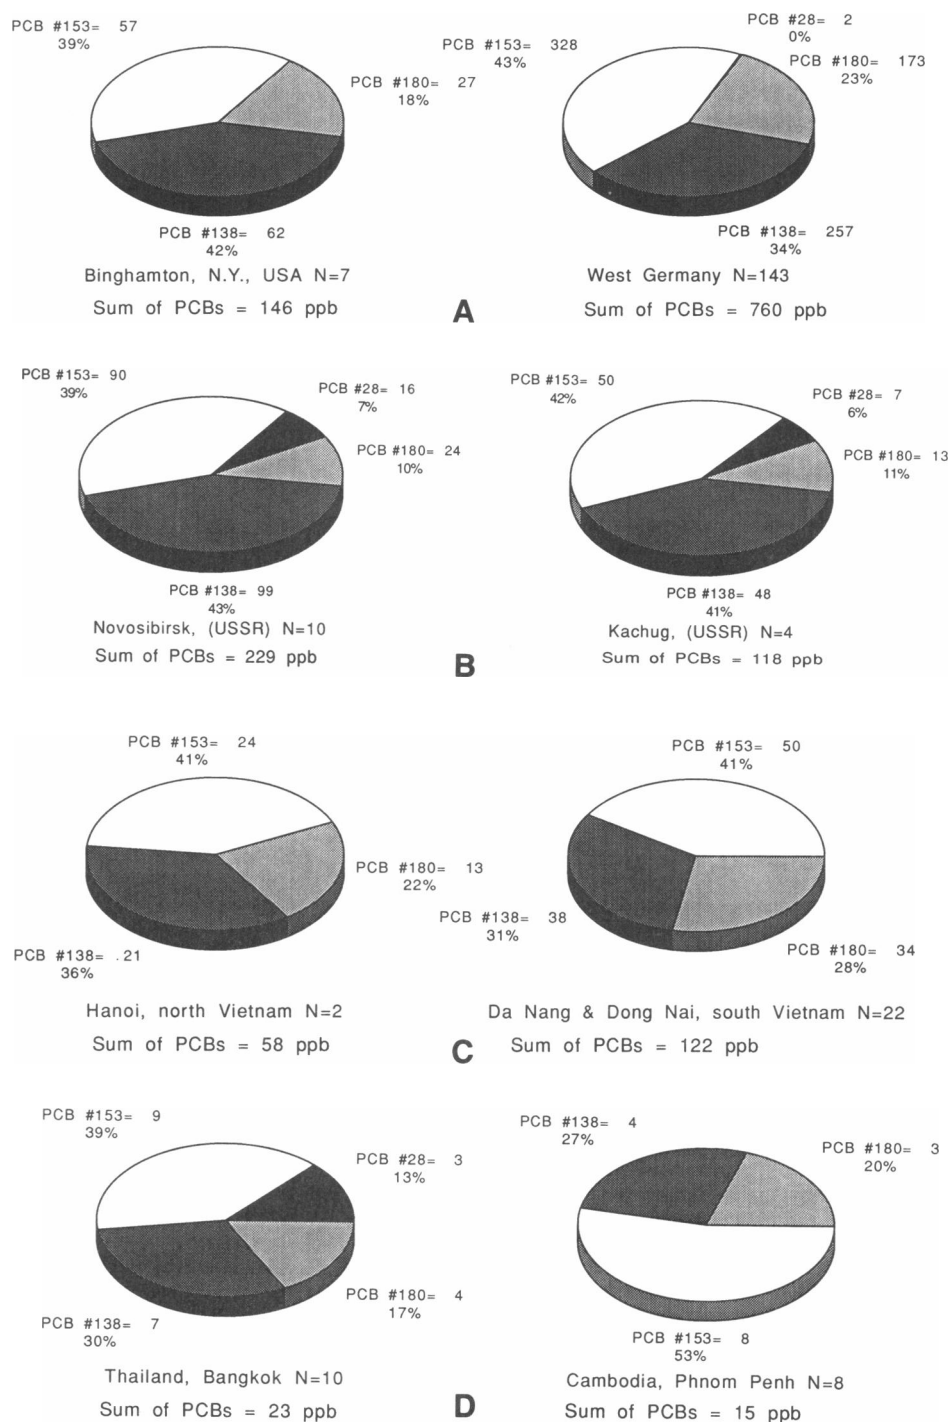 PCB #153= 57
39%
PCB #180= 27
18%
PCB #138= 62
42%
Binghamton, N.Y., USA N=7
Sum of PCBs = 146 ppb
PCB #28= 2
0%
PCB #153= 328
43%
PCB #180= 173
23%
PCB #138= 257
34%
West Germany N=143
Sum of PCBs = 760 ppb
A
PCB #153= 90
39%
PCB #28= 16
7%
PCB #180= 24
10%
PCB #138= 99
43%
Novosibirsk, (USSR) N=10
Sum of PCBs = 229 ppb
PCB #153= 50
42%
PCB #28= 7
6%
PCB #180= 13
11%
PCB #138= 48
41%
Kachug, (USSR) N=4
Sum of PCBs = 118 ppb
B
PCB #153= 24
41%
PCB #180= 13
22%
PCB #138= .21
36%
Hanoi, north Vietnam N=2
Sum of PCBs = 58 ppb
PCB #153= 50
41%
PCB #138= 38
31%
PCB #180= 34
28%
Da Nang & Dong Nai, south Vietnam N=22
Sum of PCBs = 122 ppb
C
PCB #153= 9
39%
PCB #28= 3
13%
PCB #180= 4
17%
PCB #138= 7
30%
Thailand, Bangkok N=10
Sum of PCBs = 23 ppb
PCB #138= 4
27%
PCB #180= 3
20%
PCB #153= 8
53%
Cambodia, Phnom Penh N=8
Sum of PCBs = 15 ppb
D